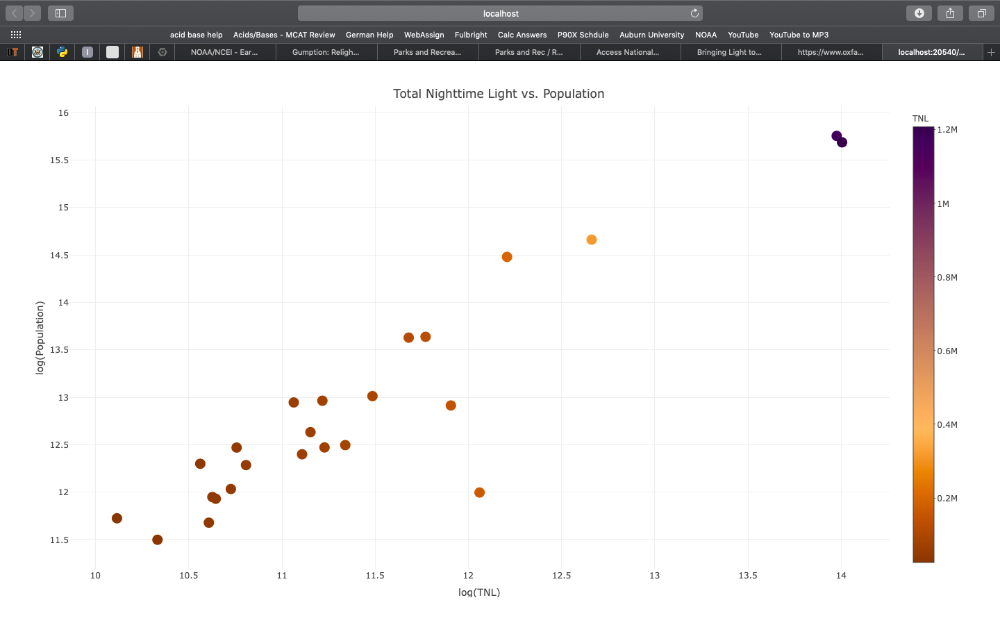 localhost
acid base help Acids/Bases - MCAT Review German Help WebAssign Fulbright Calc Answers P90X Schdule Auburn University NOAA YouTube YouTube to MP3
DT I NOAA/NCEI - Ear... Gumption: Religh... Parks and Recrea... Parks and Rec / R... Access National... Bringing Light to... https://www.oxfa... localhost:20540/...
Total Nighttime Light vs. Population
TNL
16
15.5
15
14.5
14
13.5
13
12.5
12
11.5
log(Population)
10 10.5 11 11.5 12 12.5 13 13.5 14
log(TNL)
1.2M
1M
0.8M
0.6M
0.4M
0.2M